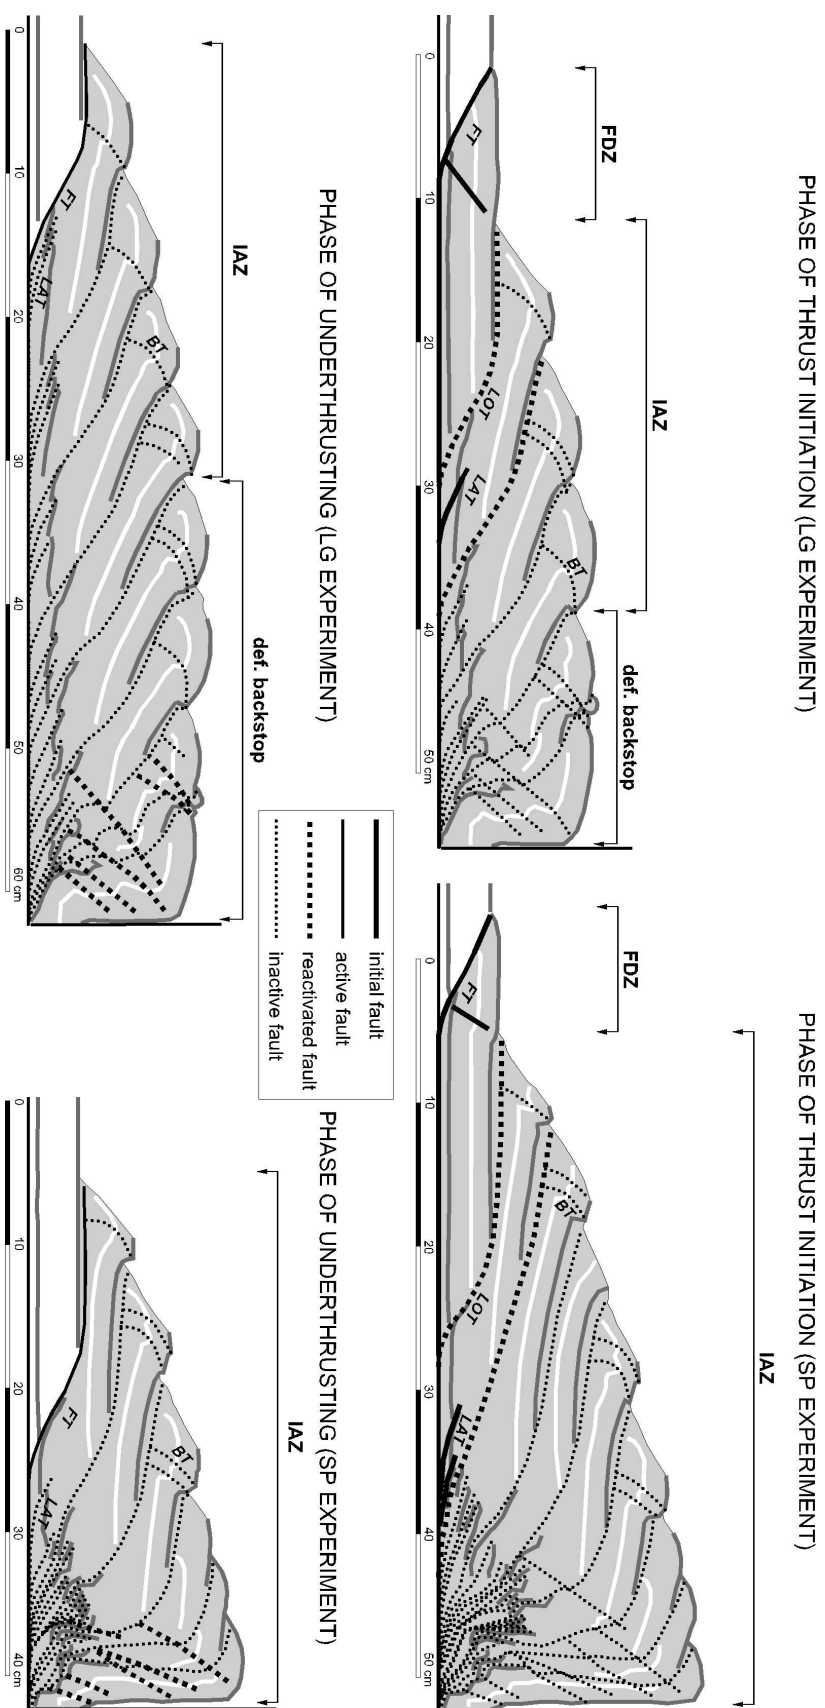 PHASE OF THRUST INITIATION (LG EXPERIMENT)
FDZ
IAZ
def. backstop
FT
LOT
LAT
BT
0
10
20
30
40
50 cm
PHASE OF THRUST INITIATION (SP EXPERIMENT)
FDZ
IAZ
FT
BT
LOT
LAT
0
10
20
30
40
50 cm
PHASE OF UNDERTHRUSTING (LG EXPERIMENT)
IAZ
def. backstop
FT
LAT
BT
0
10
20
30
40
50
60 cm
initial fault
active fault
reactivated fault
inactive fault
PHASE OF UNDERTHRUSTING (SP EXPERIMENT)
IAZ
FT
LAT
BT
0
10
20
30
40 cm